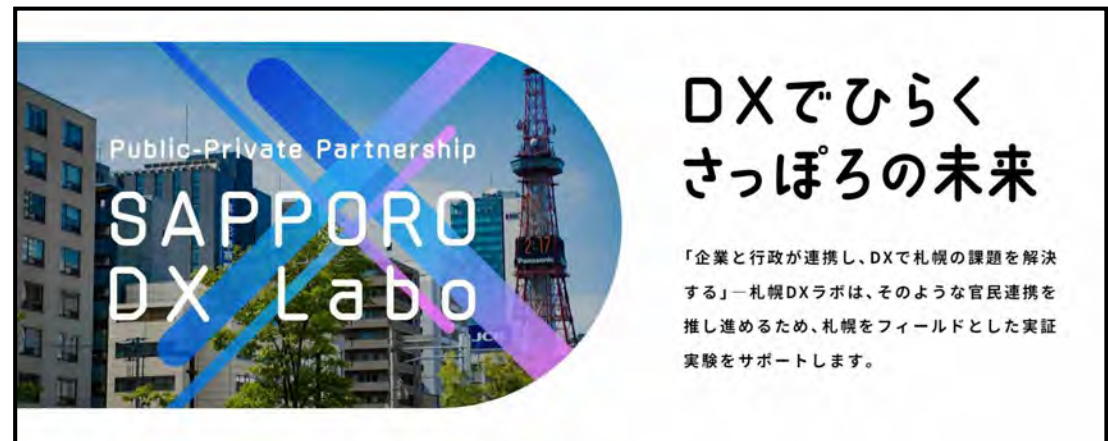 Public-Private Partnership
SAPPORO
DX Labo
2:17
Panasonic
JCB
DXでひらく
さっぽろの未来
「企業と行政が連携し、DXで札幌の課題を解決
する」―札幌DXラボは、そのような官民連携を
推し進めるため、札幌をフィールドとした実証
実験をサポートします。